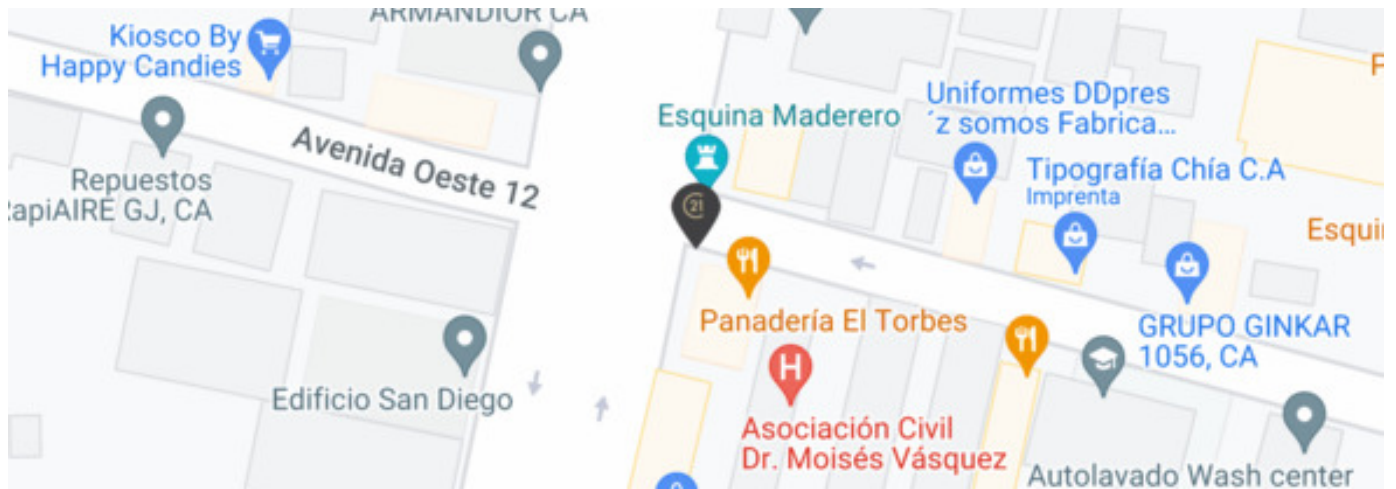 ARMANDIOR CA
Kiosco By
Happy Candies
Avenida Oeste 12
Repuestos
RapiAIRE GJ, CA
Edificio San Diego
Esquina Maderero
21
Uniformes DDpres
´z somos Fabrica...
Tipografía Chía C.A
Imprenta
Panadería El Torbes
H
Asociación Civil
Dr. Moisés Vásquez
GRUPO GINKAR
1056, CA
Autolavado Wash center